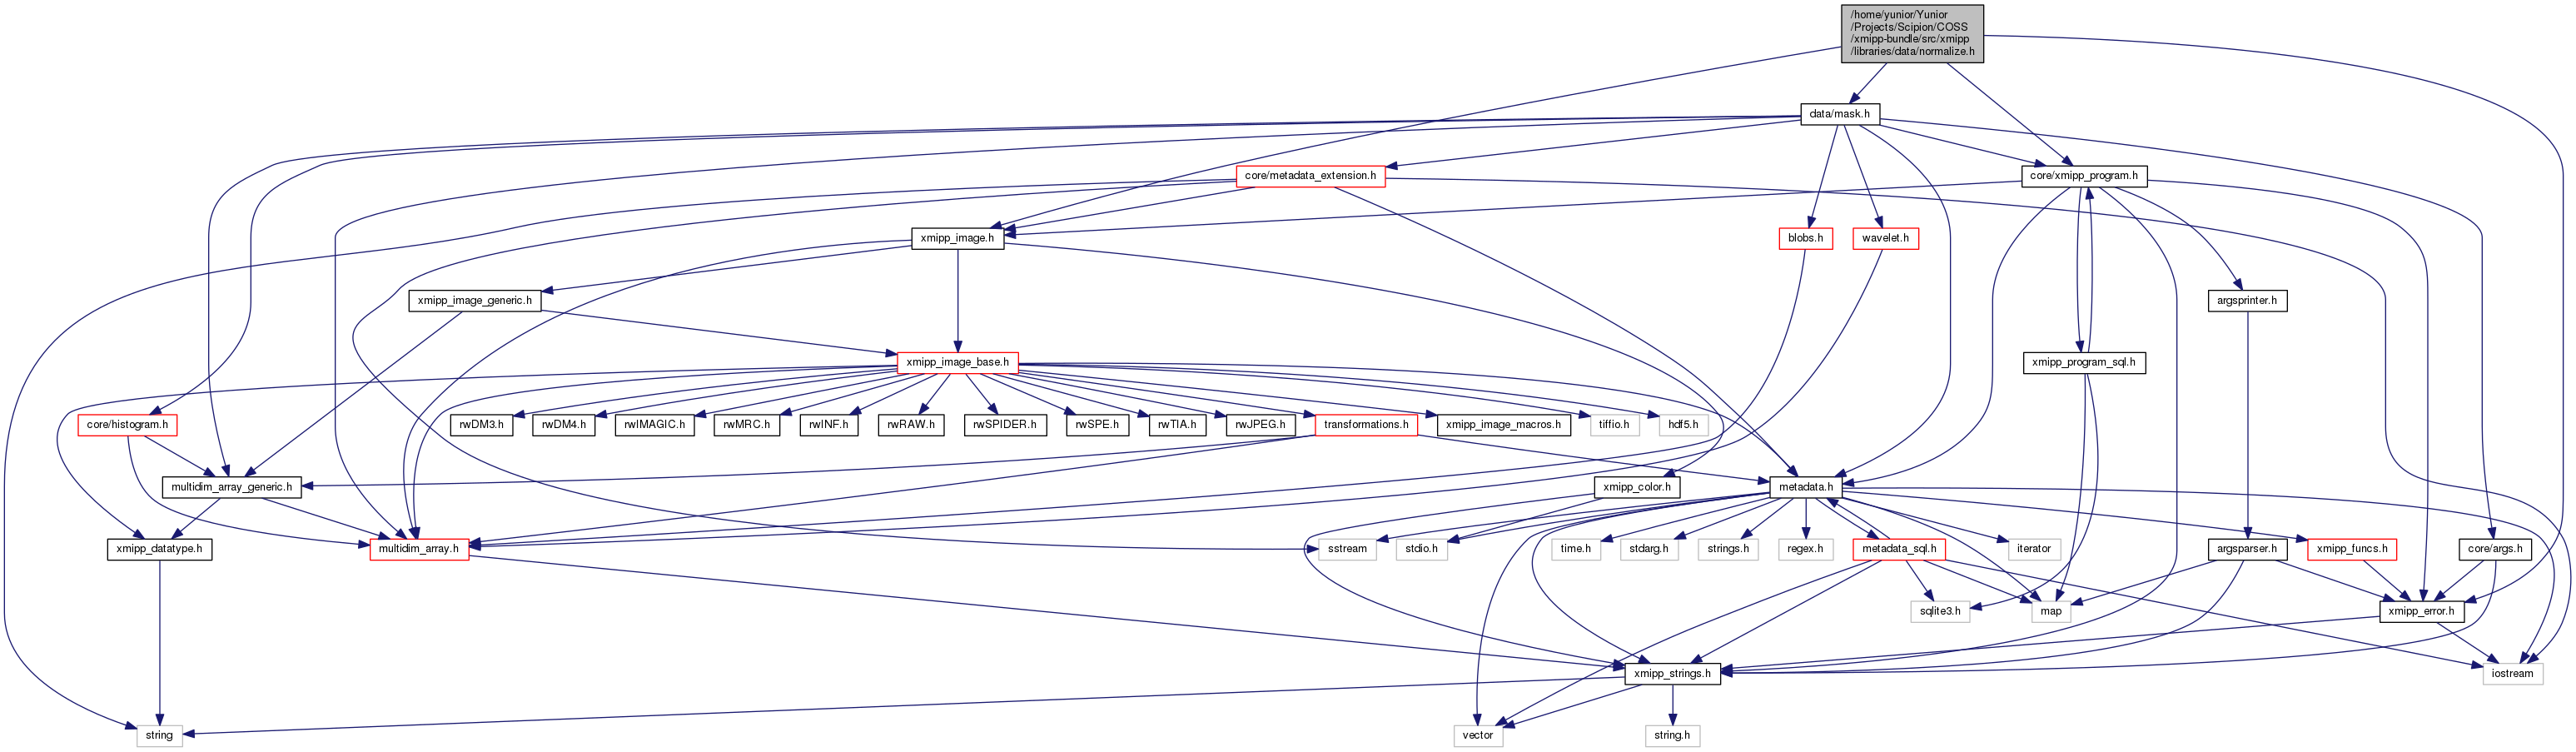 /home/yunior/Yunior
/Projects/Scipion/COSS
/xmipp-bundle/src/xmipp
/libraries/data/normalize.h
data/mask.h
core/metadata_extension.h
core/xmipp_program.h
xmipp_image.h
blobs.h
wavelet.h
xmipp_image_generic.h
argsprinter.h
xmipp_image_base.h
xmipp_program_sql.h
core/histogram.h
rwDM3.h
rwDM4.h
rwIMAGIC.h
rwMRC.h
rwINF.h
rwRAW.h
rwSPIDER.h
rwSPE.h
rwTIA.h
rwJPEG.h
transformations.h
xmipp_image_macros.h
tiffio.h
hdf5.h
multidim_array_generic.h
xmipp_color.h
metadata.h
xmipp_datatype.h
multidim_array.h
sstream
stdio.h
time.h
stdarg.h
strings.h
regex.h
metadata_sql.h
iterator
argsparser.h
xmipp_funcs.h
core/args.h
sqlite3.h
map
xmipp_error.h
xmipp_strings.h
iostream
string
vector
string.h